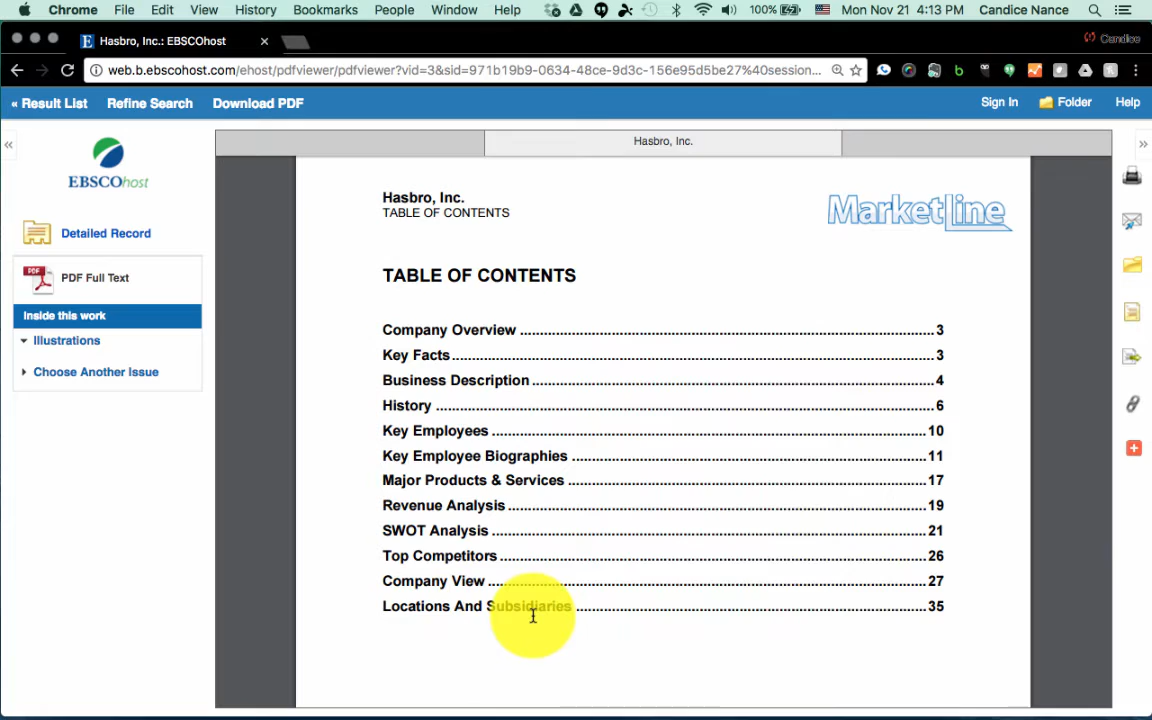 Chrome File Edit View History Bookmarks People Window Help 100% Mon Nov 21 4:13 PM Candice Nance
Hasbro, Inc.: EBSCOhost
Candice
web.b.ebscohost.com/ehost/pdfviewer/pdfviewer?vid=3&sid=971b19b9-0634-48ce-9d3c-156e95d5be27%40session...
« Result List Refine Search Download PDF Sign In Folder Help
Hasbro, Inc.
EBSCOhost
Detailed Record
PDF Full Text
Inside this work
Illustrations
Choose Another Issue
Hasbro, Inc.
TABLE OF CONTENTS
MarketLine
TABLE OF CONTENTS
Company Overview ... 3
Key Facts ... 3
Business Description ... 4
History ... 6
Key Employees ... 10
Key Employee Biographies ... 11
Major Products & Services ... 17
Revenue Analysis ... 19
SWOT Analysis ... 21
Top Competitors ... 26
Company View ... 27
Locations And Subsidiaries ... 35